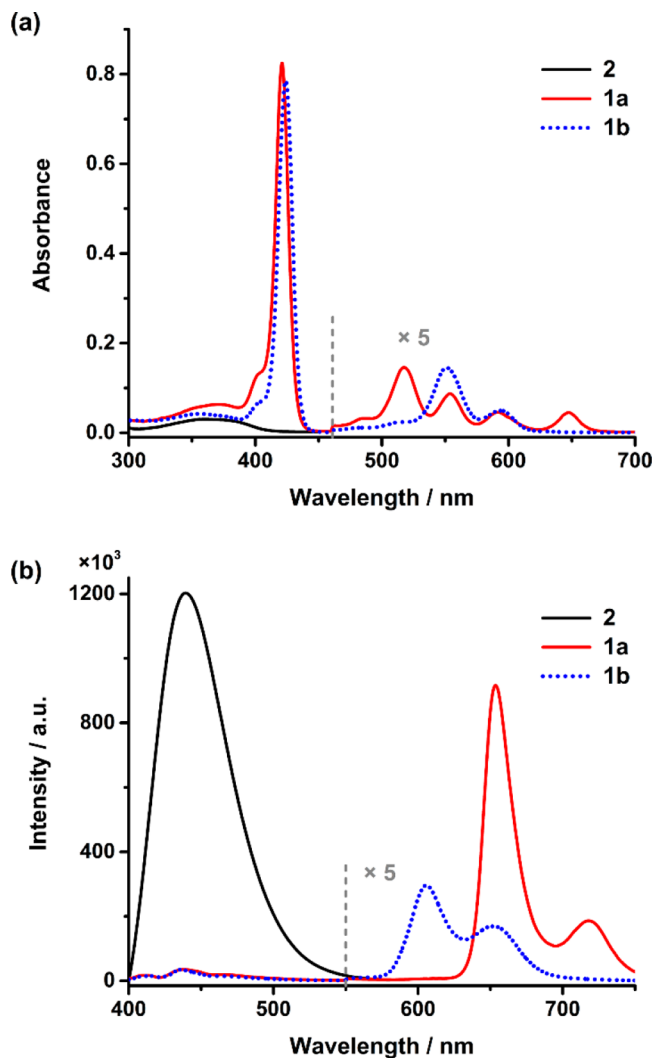 (a)
0.8
0.6
0.4
0.2
0.0
Absorbance
2
1a
1b
× 5
300 400 500 600 700
Wavelength / nm
(b)
×10³
1200
800
400
0
Intensity / a.u.
2
1a
1b
× 5
400 500 600 700
Wavelength / nm